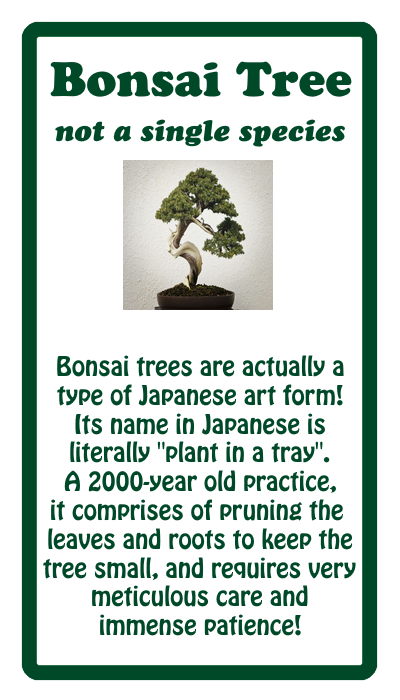 Bonsai Tree
not a single species
Bonsai trees are actually a
type of Japanese art form!
Its name in Japanese is
literally "plant in a tray".
A 2000-year old practice,
it comprises of pruning the
leaves and roots to keep the
tree small, and requires very
meticulous care and
immense patience!